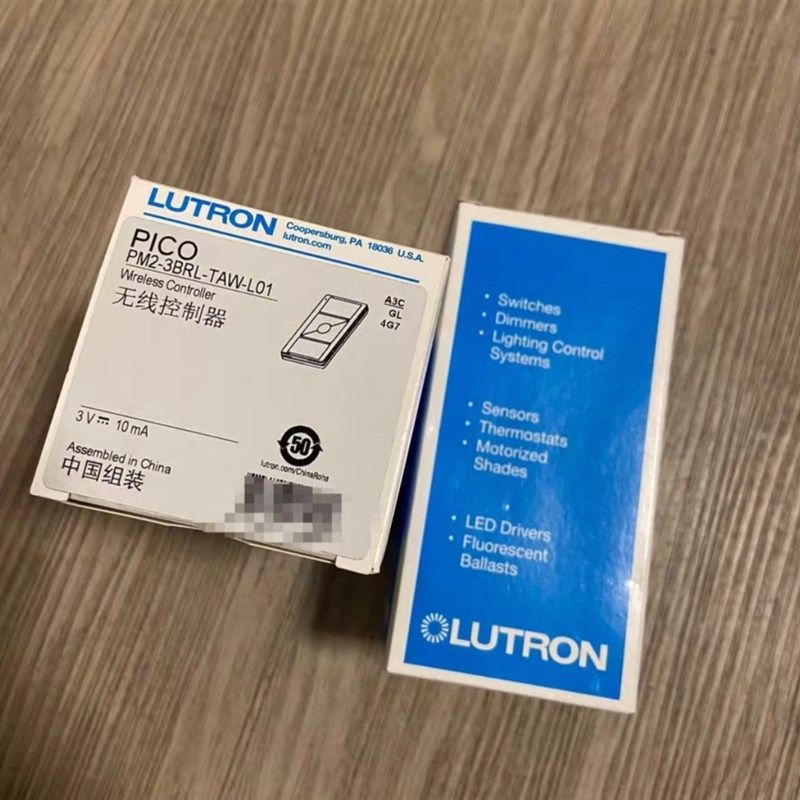 LUTRON
Coopersburg, PA 18036 U.S.A.
lutron.com
PICO
PM2-3BRL-TAW-L01
Wireless Controller
无线控制器
A3C
GL
4G7
3 V ⎓ 10 mA
50
lutron.com/ChinaRohs
Assembled in China
中国组装
• Switches
• Dimmers
• Lighting Control
Systems
• Sensors
• Thermostats
• Motorized
Shades
• LED Drivers
• Fluorescent
Ballasts
LUTRON